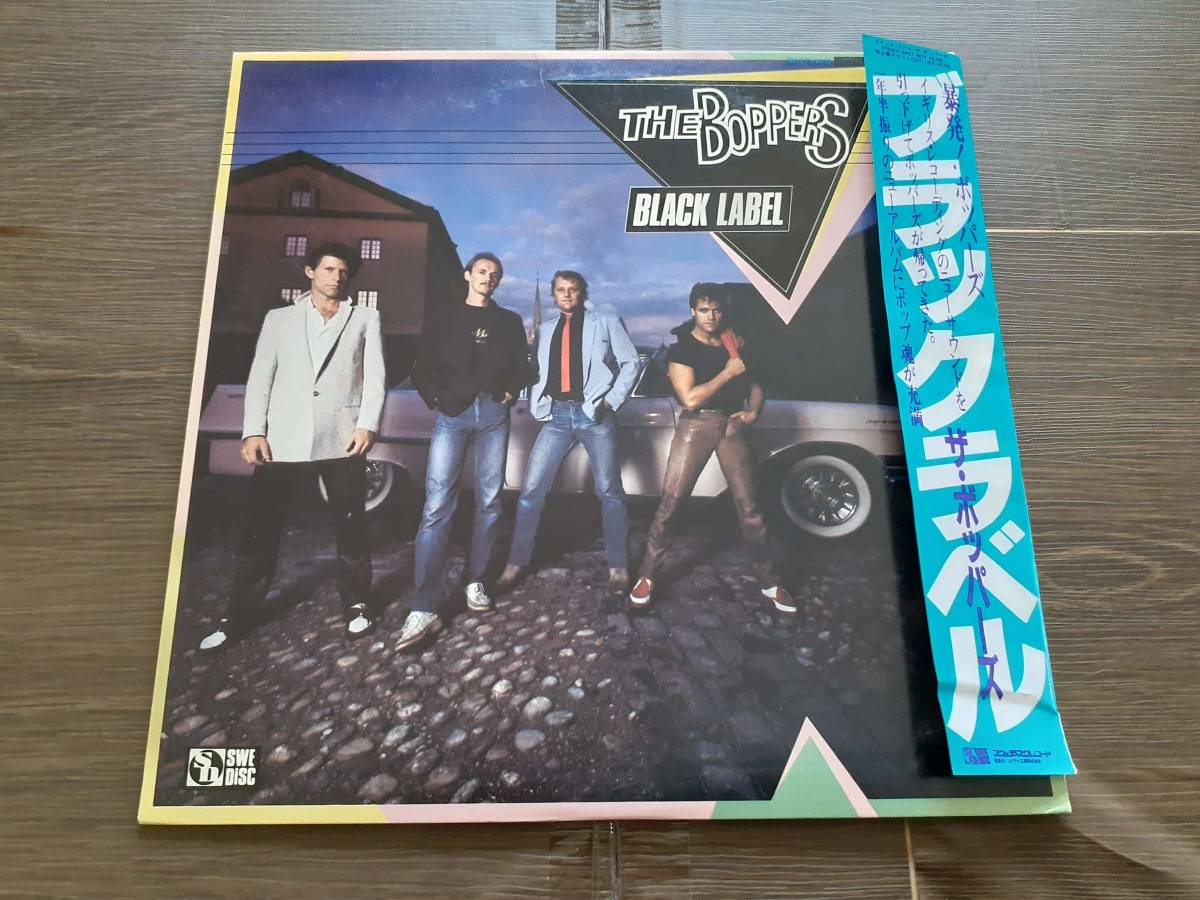 THE BOPPERS
BLACK LABEL
SWE
DISC
ブラックラベル
ザ・ボッパーズ
暴発!ボッパーズ
イギリスレコーディングのニューサウンドを
引っ下げてボッパーズが帰ってきた。
一年半振りのニューアルバムにポップ魂が充満